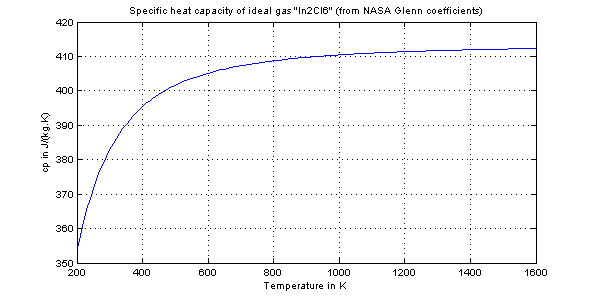 Specific heat capacity of ideal gas "In2Cl6" (from NASA Glenn coefficients)
420
410
400
390
380
370
360
350
cp in J/(kg.K)
200 400 600 800 1000 1200 1400 1600
Temperature in K